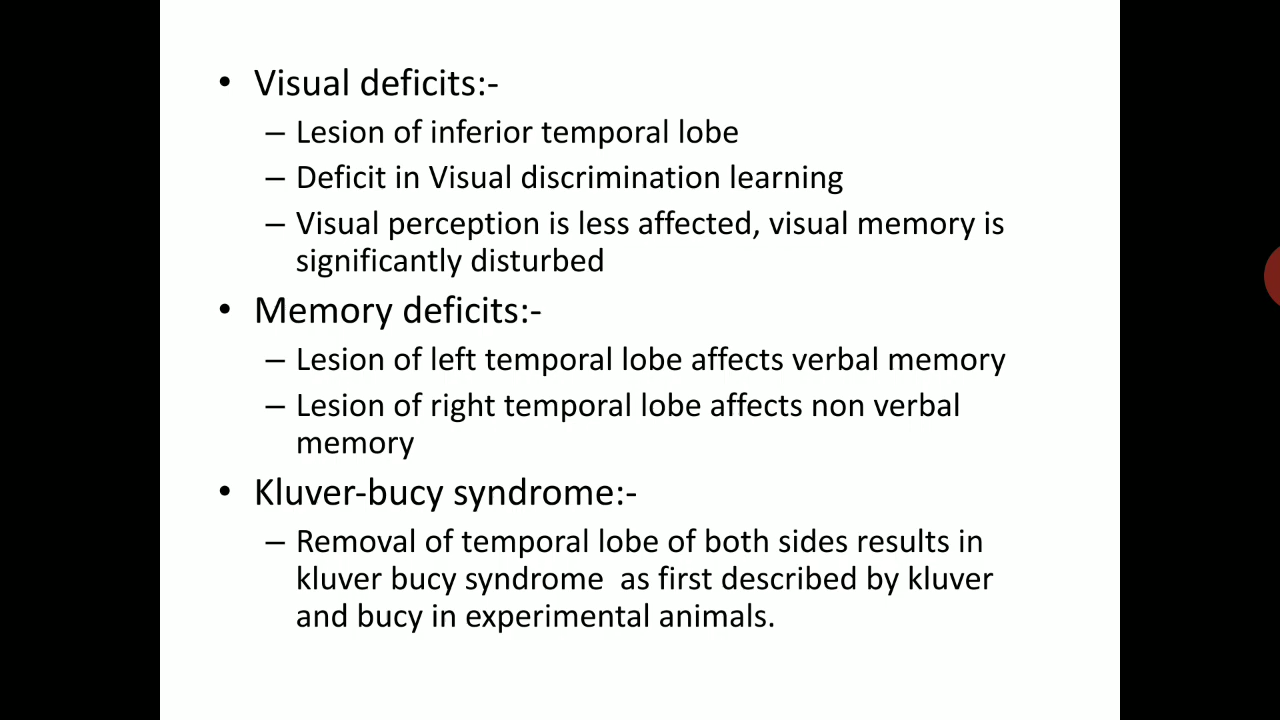 • Visual deficits:-
– Lesion of inferior temporal lobe
– Deficit in Visual discrimination learning
– Visual perception is less affected, visual memory is
significantly disturbed
• Memory deficits:-
– Lesion of left temporal lobe affects verbal memory
– Lesion of right temporal lobe affects non verbal
memory
• Kluver-bucy syndrome:-
– Removal of temporal lobe of both sides results in
kluver bucy syndrome  as first described by kluver
and bucy in experimental animals.